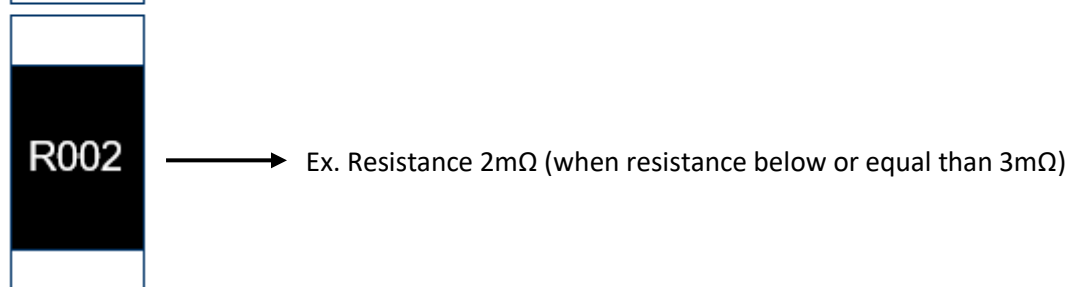 R002
Ex. Resistance 2mΩ (when resistance below or equal than 3mΩ)